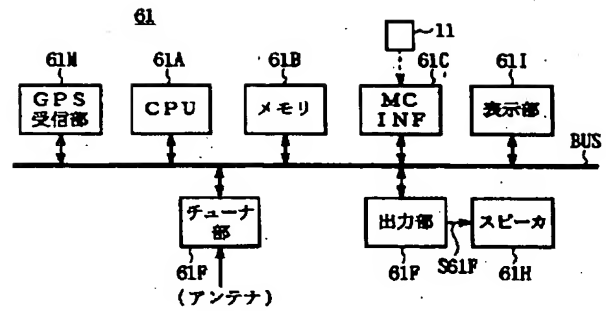 61
11
61M
61A
61B
61C
61I
GPS
受信部
CPU
メモリ
MC
INF
表示部
BUS
チューナ
部
出力部
スピーカ
61F
61F
S61F
61H
(アンテナ)